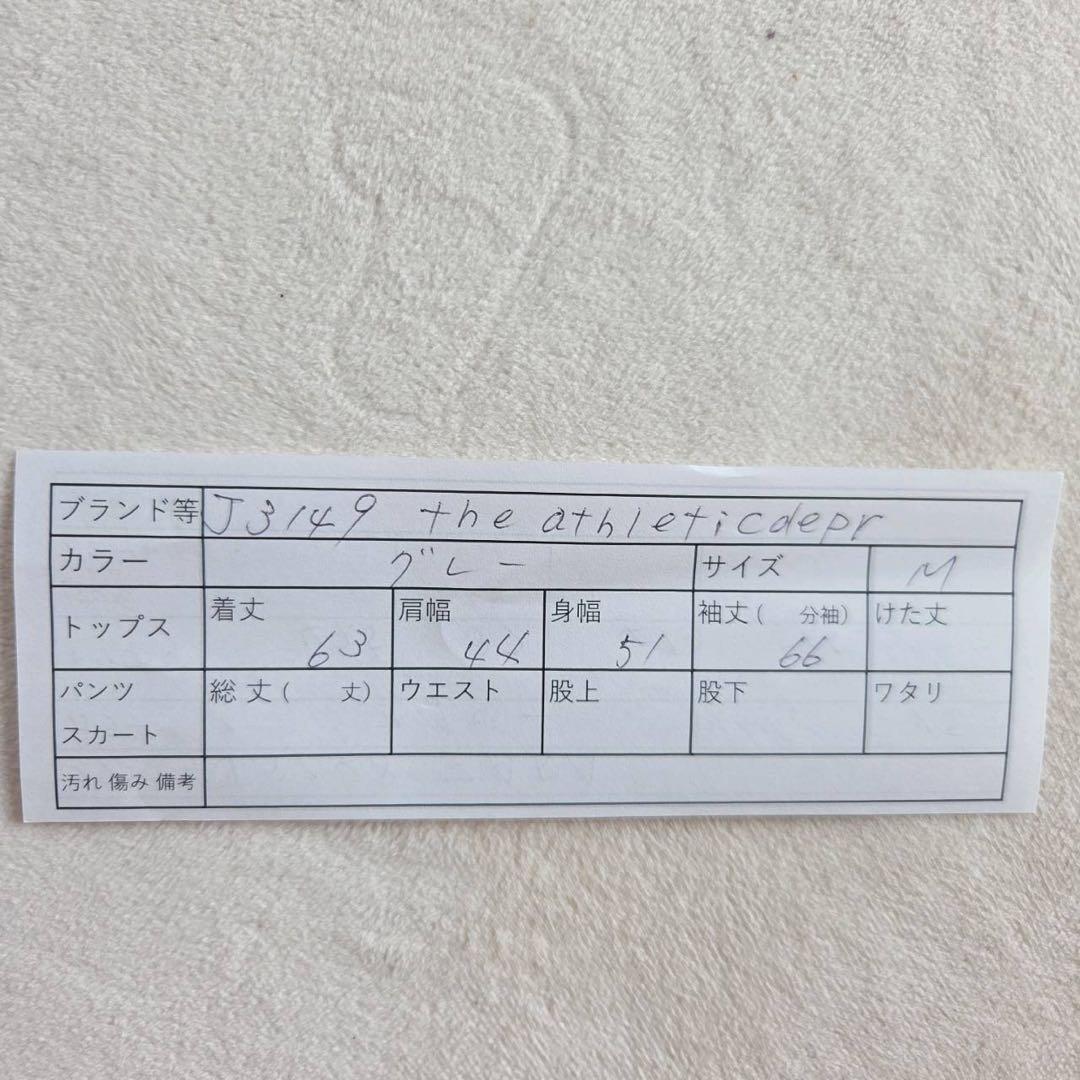 ブランド等 J3149 the athleticdepr
カラー グレー サイズ M
トップス 着丈 63 肩幅 44 身幅 51 袖丈( 分袖) 66 けた丈
パンツ スカート 総丈( 丈) ウエスト 股上 股下 ワタリ
汚れ 傷み 備考